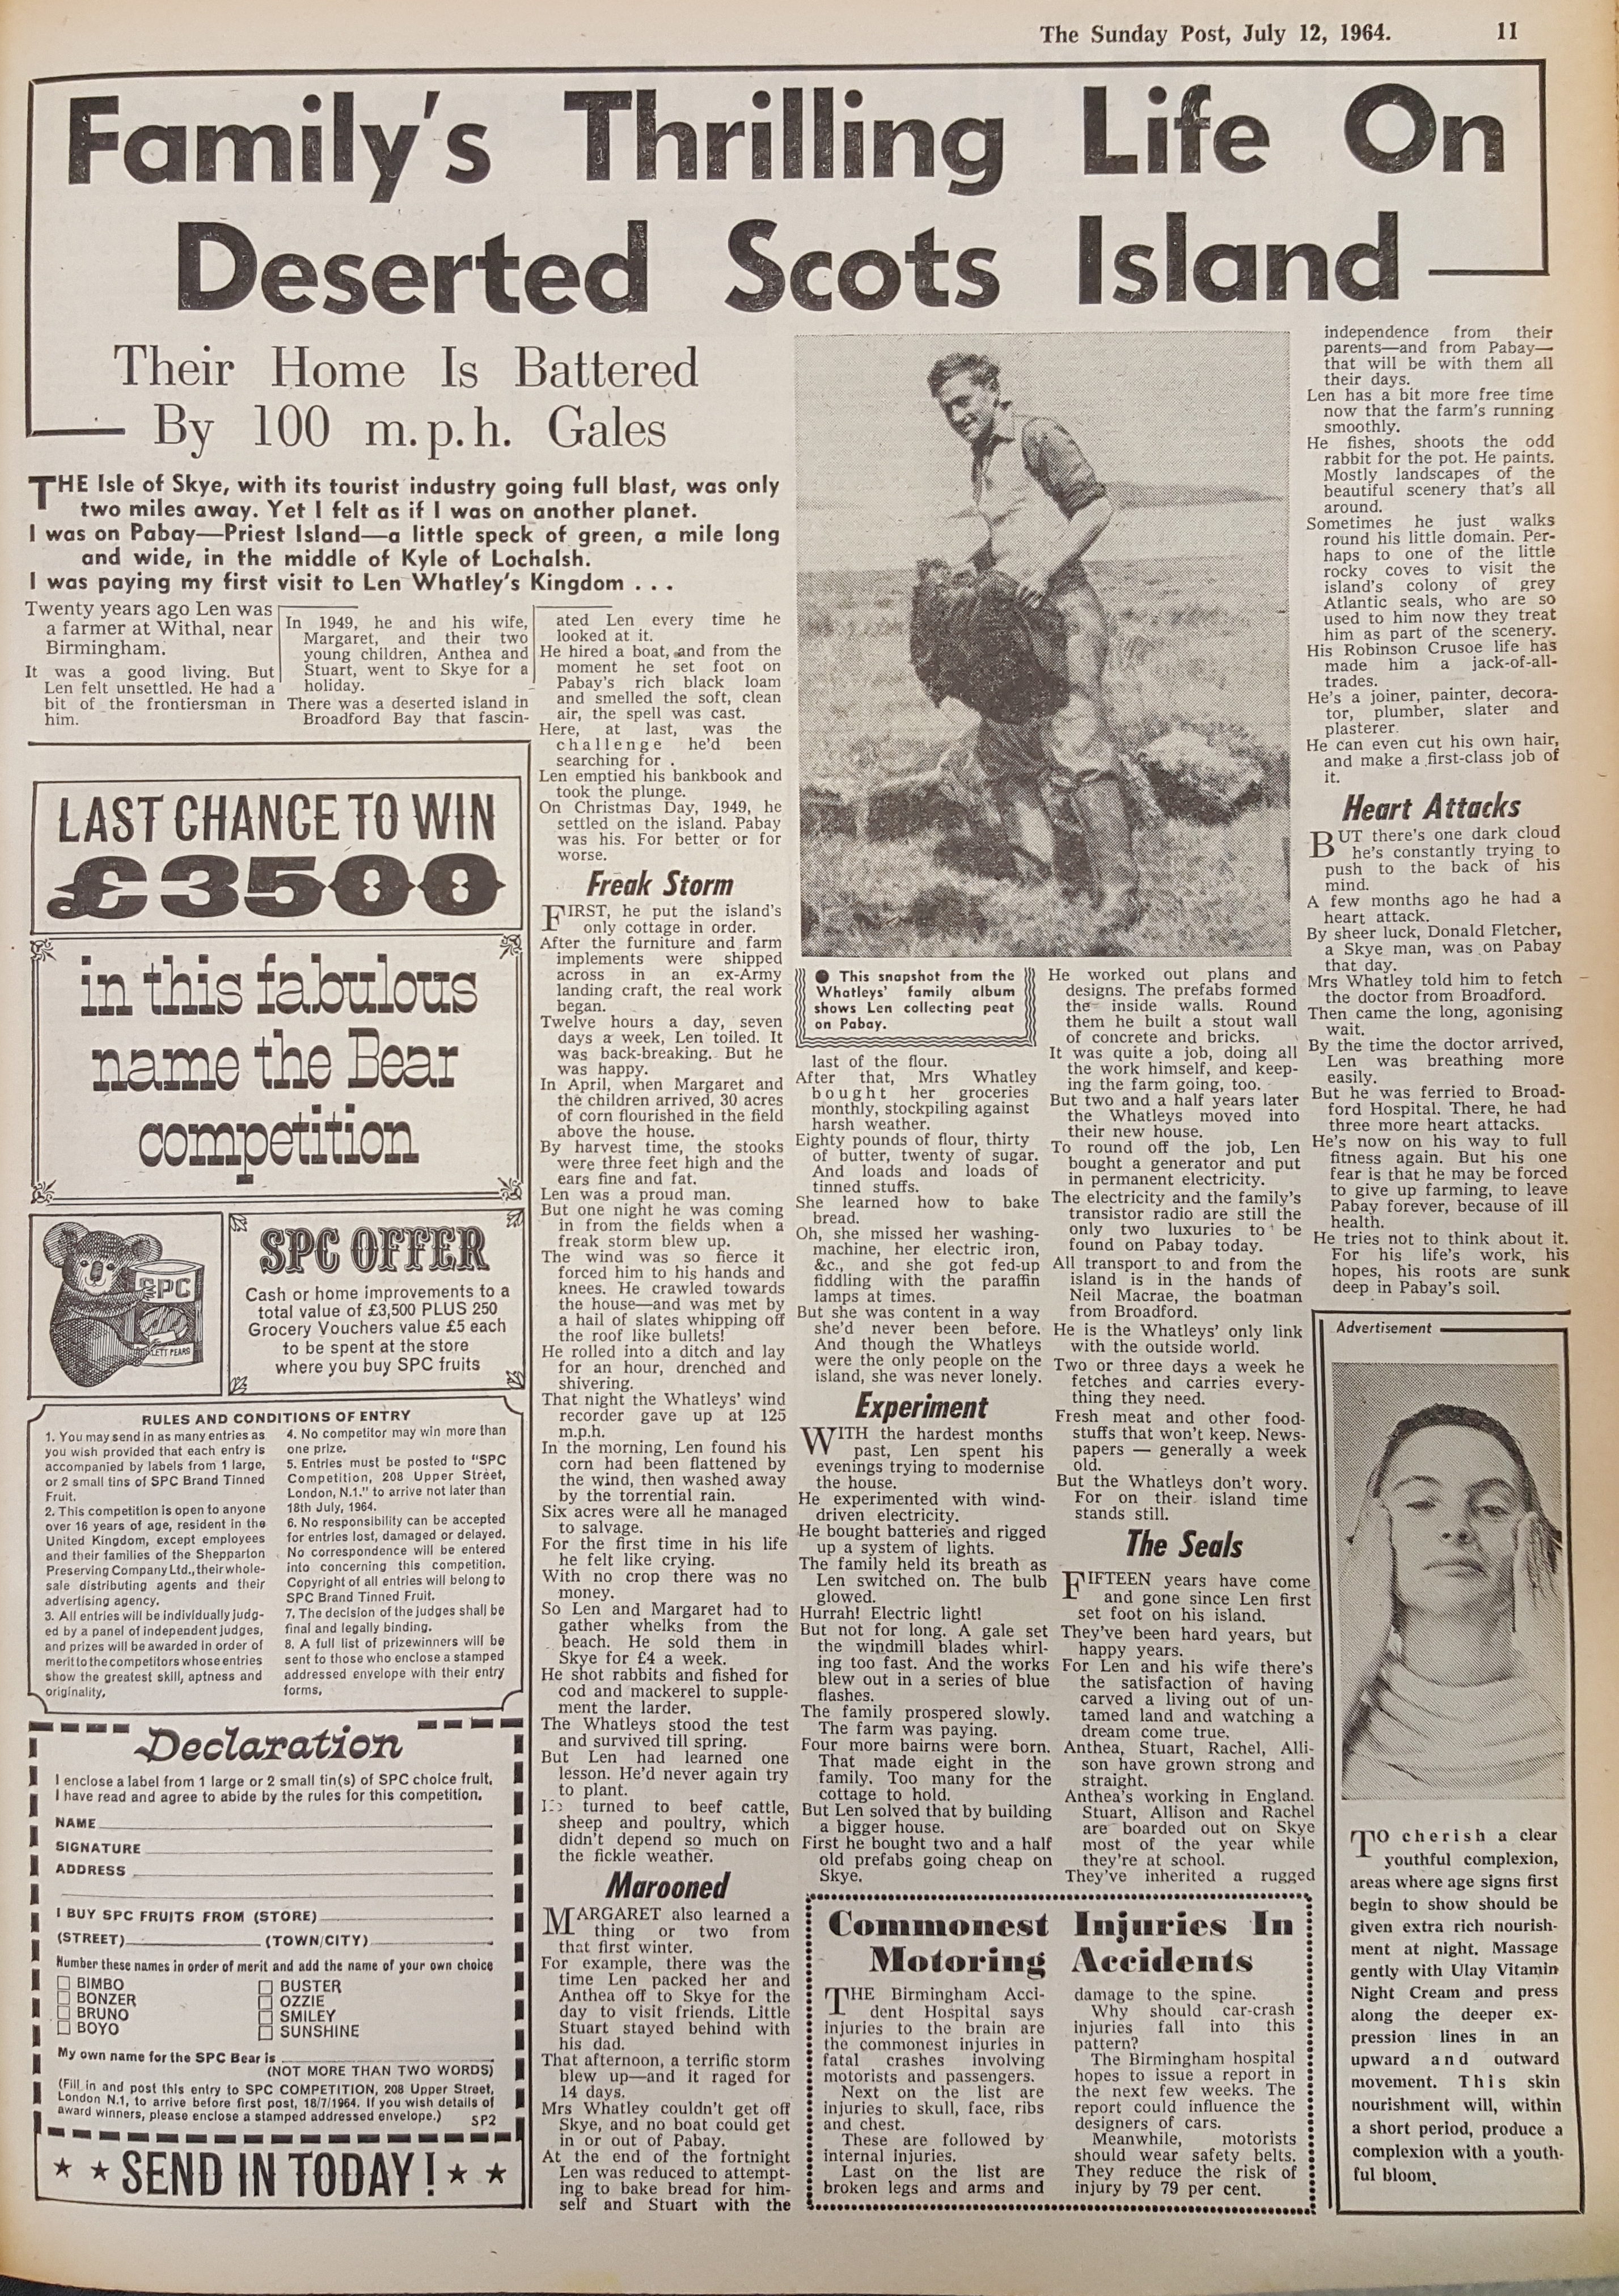 The Sunday Post, July 12, 1964. 11
Family's Thrilling Life On
Deserted Scots Island
Their Home Is Battered
By 100 m.p.h. Gales
THE Isle of Skye, with its tourist industry going full blast, was only
two miles away. Yet I felt as if I was on another planet.
I was on Pabay—Priest Island—a little speck of green, a mile long
and wide, in the middle of Kyle of Lochalsh.
I was paying my first visit to Len Whatley's Kingdom . . .
Twenty years ago Len was
a farmer at Withal, near
Birmingham.
It was a good living. But
Len felt unsettled. He had a
bit of the frontiersman in
him.
In 1949, he and his wife,
Margaret, and their two
young children, Anthea and
Stuart, went to Skye for a
holiday.
There was a deserted island in
Broadford Bay that fascin-
ated Len every time he
looked at it.
He hired a boat, and from the
moment he set foot on
Pabay's rich black loam
and smelled the soft, clean
air, the spell was cast.
Here, at last, was the
challenge he'd been
searching for .
Len emptied his bankbook and
took the plunge.
On Christmas Day, 1949, he
settled on the island. Pabay
was his. For better or for
worse.
Freak Storm
FIRST, he put the island's
only cottage in order.
After the furniture and farm
implements were shipped
across in an ex-Army
landing craft, the real work
began.
Twelve hours a day, seven
days a week, Len toiled. It
was back-breaking. But he
was happy.
In April, when Margaret and
the children arrived, 30 acres
of corn flourished in the field
above the house.
By harvest time, the stooks
were three feet high and the
ears fine and fat.
Len was a proud man.
But one night he was coming
in from the fields when a
freak storm blew up.
The wind was so fierce it
forced him to his hands and
knees. He crawled towards
the house—and was met by
a hail of slates whipping off
the roof like bullets!
He rolled into a ditch and lay
for an hour, drenched and
shivering.
That night the Whatleys' wind
recorder gave up at 125
m.p.h.
In the morning, Len found his
corn had been flattened by
the wind, then washed away
by the torrential rain.
Six acres were all he managed
to salvage.
For the first time in his life
he felt like crying.
With no crop there was no
money.
So Len and Margaret had to
gather whelks from the
beach. He sold them in
Skye for £4 a week.
He shot rabbits and fished for
cod and mackerel to supple-
ment the larder.
The Whatleys stood the test
and survived till spring.
But Len had learned one
lesson. He'd never again try
to plant.
turned to beef cattle,
sheep and poultry, which
didn't depend so much on
the fickle weather.
Marooned
MARGARET also learned a
thing or two from
that first winter.
For example, there was the
time Len packed her and
Anthea off to Skye for the
day to visit friends. Little
Stuart stayed behind with
his dad.
That afternoon, a terrific storm
blew up—and it raged for
14 days.
Mrs Whatley couldn't get off
Skye, and no boat could get
in or out of Pabay.
At the end of the fortnight
Len was reduced to attempt-
ing to bake bread for him-
self and Stuart with the
● This snapshot from the
Whatleys' family album
shows Len collecting peat
on Pabay.
last of the flour.
After that, Mrs Whatley
bought her groceries
monthly, stockpiling against
harsh weather.
Eighty pounds of flour, thirty
of butter, twenty of sugar.
And loads and loads of
tinned stuffs.
She learned how to bake
bread.
Oh, she missed her washing-
machine, her electric iron,
&c., and she got fed-up
fiddling with the paraffin
lamps at times.
But she was content in a way
she'd never been before.
And though the Whatleys
were the only people on the
island, she was never lonely.
Experiment
WITH the hardest months
past, Len spent his
evenings trying to modernise
the house.
He experimented with wind-
driven electricity.
He bought batteries and rigged
up a system of lights.
The family held its breath as
Len switched on. The bulb
glowed.
Hurrah! Electric light!
But not for long. A gale set
the windmill blades whirl-
ing too fast. And the works
blew out in a series of blue
flashes.
The family prospered slowly.
The farm was paying.
Four more bairns were born.
That made eight in the
family. Too many for the
cottage to hold.
But Len solved that by building
a bigger house.
First he bought two and a half
old prefabs going cheap on
Skye.
He worked out plans and
designs. The prefabs formed
the inside walls. Round
them he built a stout wall
of concrete and bricks.
It was quite a job, doing all
the work himself, and keep-
ing the farm going, too.
But two and a half years later
the Whatleys moved into
their new house.
To round off the job, Len
bought a generator and put
in permanent electricity.
The electricity and the family's
transistor radio are still the
only two luxuries to be
found on Pabay today.
All transport to and from the
island is in the hands of
Neil Macrae, the boatman
from Broadford.
He is the Whatleys' only link
with the outside world.
Two or three days a week he
fetches and carries every-
thing they need.
Fresh meat and other food-
stuffs that won't keep. News-
papers — generally a week
old.
But the Whatleys don't worry.
For on their island time
stands still.
The Seals
FIFTEEN years have come
and gone since Len first
set foot on his island.
They've been hard years, but
happy years.
For Len and his wife there's
the satisfaction of having
carved a living out of un-
tamed land and watching a
dream come true.
Anthea, Stuart, Rachel, Alli-
son have grown strong and
straight.
Anthea's working in England.
Stuart, Allison and Rachel
are boarded out on Skye
most of the year while
they're at school.
They've inherited a rugged
independence from their
parents—and from Pabay—
that will be with them all
their days.
Len has a bit more free time
now that the farm's running
smoothly.
He fishes, shoots the odd
rabbit for the pot. He paints.
Mostly landscapes of the
beautiful scenery that's all
around.
Sometimes he just walks
round his little domain. Per-
haps to one of the little
rocky coves to visit the
island's colony of grey
Atlantic seals, who are so
used to him now they treat
him as part of the scenery.
His Robinson Crusoe life has
made him a jack-of-all-
trades.
He's a joiner, painter, decora-
tor, plumber, slater and
plasterer.
He can even cut his own hair,
and make a first-class job of
it.
Heart Attacks
BUT there's one dark cloud
he's constantly trying to
push to the back of his
mind.
A few months ago he had a
heart attack.
By sheer luck, Donald Fletcher,
a Skye man, was on Pabay
that day.
Mrs Whatley told him to fetch
the doctor from Broadford.
Then came the long, agonising
wait.
By the time the doctor arrived,
Len was breathing more
easily.
But he was ferried to Broad-
ford Hospital. There, he had
three more heart attacks.
He's now on his way to full
fitness again. But his one
fear is that he may be forced
to give up farming, to leave
Pabay forever, because of ill
health.
He tries not to think about it.
For his life's work, his
hopes, his roots are sunk
deep in Pabay's soil.
LAST CHANCE TO WIN
£3500
in this fabulous
name the Bear
competition
SPC
BARTLETT PEARS
SPC OFFER
Cash or home improvements to a
total value of £3,500 PLUS 250
Grocery Vouchers value £5 each
to be spent at the store
where you buy SPC fruits
RULES AND CONDITIONS OF ENTRY
1. You may send in as many entries as
you wish provided that each entry is
accompanied by labels from 1 large,
or 2 small tins of SPC Brand Tinned
Fruit.
2. This competition is open to anyone
over 16 years of age, resident in the
United Kingdom, except employees
and their families of the Shepparton
Preserving Company Ltd., their whole-
sale distributing agents and their
advertising agency.
3. All entries will be individually judg-
ed by a panel of independent judges,
and prizes will be awarded in order of
merit to the competitors whose entries
show the greatest skill, aptness and
originality.
4. No competitor may win more than
one prize.
5. Entries must be posted to "SPC
Competition, 208 Upper Street,
London, N.1." to arrive not later than
18th July, 1964.
6. No responsibility can be accepted
for entries lost, damaged or delayed.
No correspondence will be entered
into concerning this competition.
Copyright of all entries will belong to
SPC Brand Tinned Fruit.
7. The decision of the judges shall be
final and legally binding.
8. A full list of prizewinners will be
sent to those who enclose a stamped
addressed envelope with their entry
forms.
Declaration
I enclose a label from 1 large or 2 small tin(s) of SPC choice fruit.
I have read and agree to abide by the rules for this competition.
NAME
SIGNATURE
ADDRESS
I BUY SPC FRUITS FROM (STORE)
(STREET) (TOWN/CITY)
Number these names in order of merit and add the name of your own choice
BIMBO
BONZER
BRUNO
BOYO
BUSTER
OZZIE
SMILEY
SUNSHINE
My own name for the SPC Bear is
(NOT MORE THAN TWO WORDS)
(Fill in and post this entry to SPC COMPETITION, 208 Upper Street,
London N.1, to arrive before first post, 18/7/1964. If you wish details of
award winners, please enclose a stamped addressed envelope.) SP2
★ ★ SEND IN TODAY! ★ ★
Commonest Injuries In
Motoring Accidents
THE Birmingham Acci-
dent Hospital says
injuries to the brain are
the commonest injuries in
fatal crashes involving
motorists and passengers.
Next on the list are
injuries to skull, face, ribs
and chest.
These are followed by
internal injuries.
Last on the list are
broken legs and arms and
damage to the spine.
Why should car-crash
injuries fall into this
pattern?
The Birmingham hospital
hopes to issue a report in
the next few weeks. The
report could influence the
designers of cars.
Meanwhile, motorists
should wear safety belts.
They reduce the risk of
injury by 79 per cent.
Advertisement
TO cherish a clear
youthful complexion,
areas where age signs first
begin to show should be
given extra rich nourish-
ment at night. Massage
gently with Ulay Vitamin
Night Cream and press
along the deeper ex-
pression lines in an
upward and outward
movement. This skin
nourishment will, within
a short period, produce a
complexion with a youth-
ful bloom.